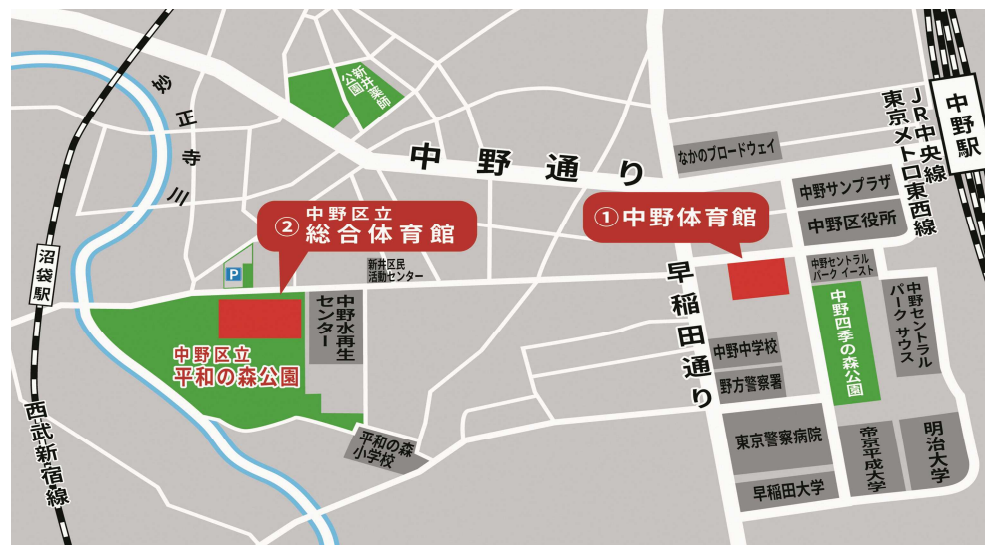 新井薬師
公園
妙正寺川
中野通り
なかのブロードウェイ
JR中央線
東京メトロ東西線
中野駅
中野サンプラザ
中野区役所
①中野体育館
②中野区立
総合体育館
沼袋駅
P
新井区民
活動センター
早稲田通り
中野セントラル
パーク イースト
中野四季の森公園
中野セントラル
パーク サウス
中野水再生
センター
中野区立
平和の森公園
中野中学校
野方警察署
西武新宿線
平和の森
小学校
東京警察病院
帝京平成大学
明治大学
早稲田大学